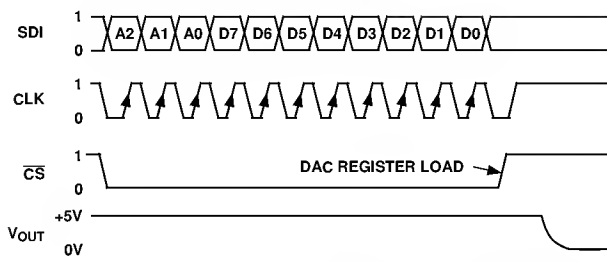 SDI 1 0 A2 A1 A0 D7 D6 D5 D4 D3 D2 D1 D0
CLK 1 0
CS 1 0 DAC REGISTER LOAD
VOUT +5V 0V